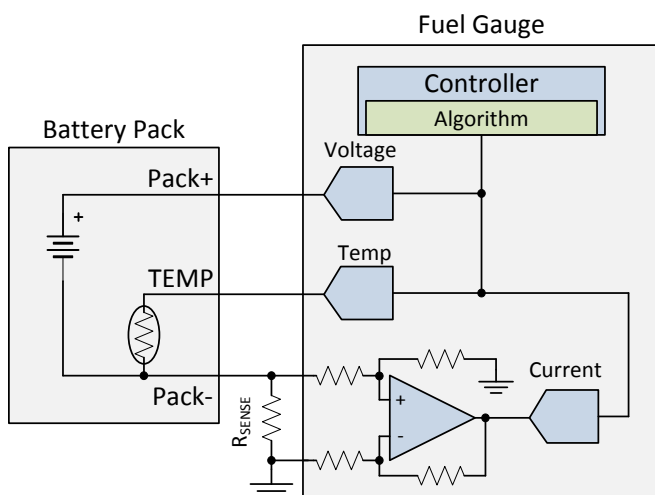 Fuel Gauge
Controller
Algorithm
Battery Pack
Voltage
Pack+
+
Temp
TEMP
Current
+
Pack-
-
RSENSE